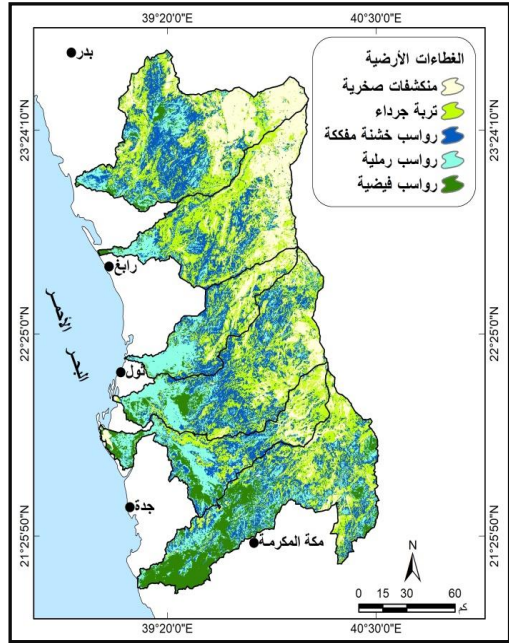 39°20'0"E
40°30'0"E
بدر
الغطاءات الأرضية
منكشفات صخرية
تربة جرداء
رواسب خشنة مفككة
رواسب رملية
رواسب فيضية
23°24'10"N
23°24'10"N
رابغ
البحر الأحمر
22°25'0"N
22°25'0"N
ثول
جدة
مكة المكرمة
21°25'50"N
21°25'50"N
N
0 15 30 60
كم
39°20'0"E
40°30'0"E